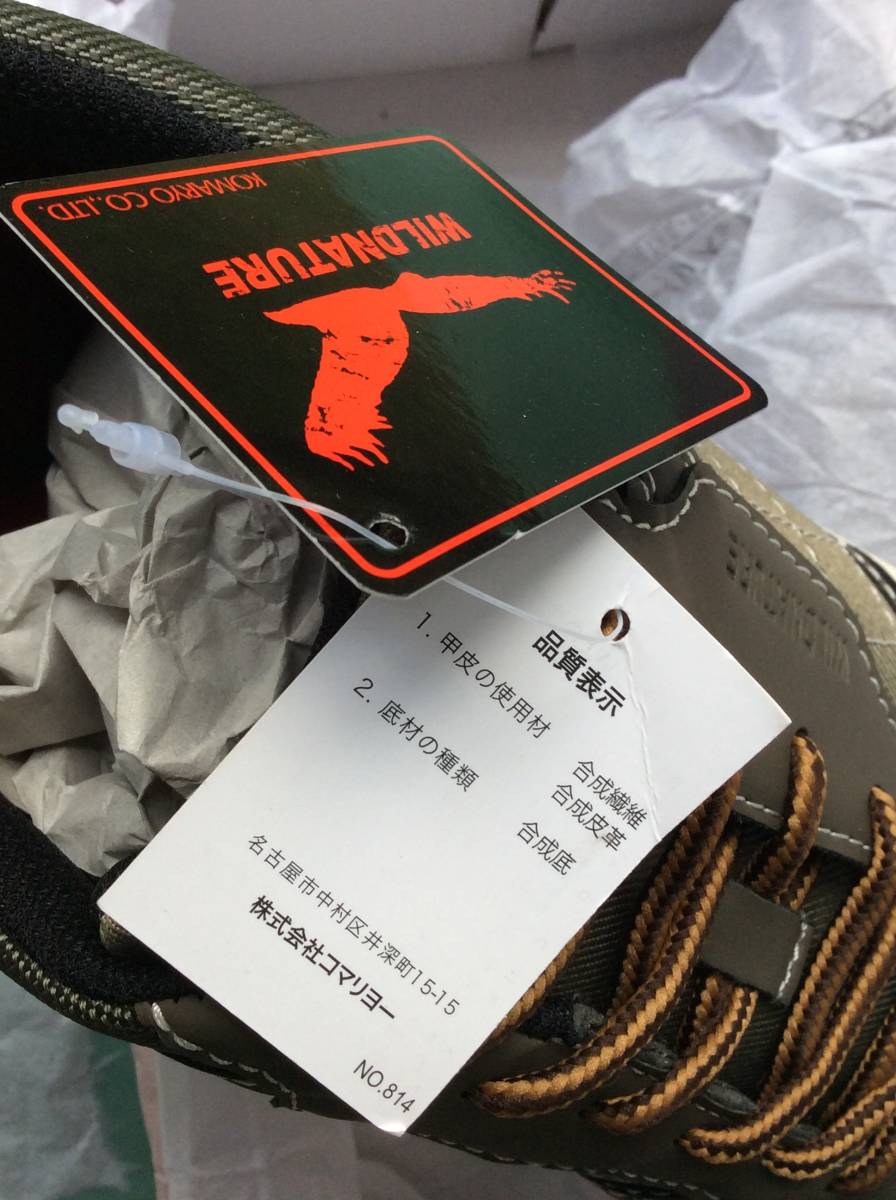 WILDNATURE
KOMARYO CO.,LTD.
品質表示
1. 甲皮の使用材
合成繊維
合成皮革
2. 底材の種類
合成底
名古屋市中村区井深町15-15
株式会社コマリヨー
NO.814
WILDNATURE